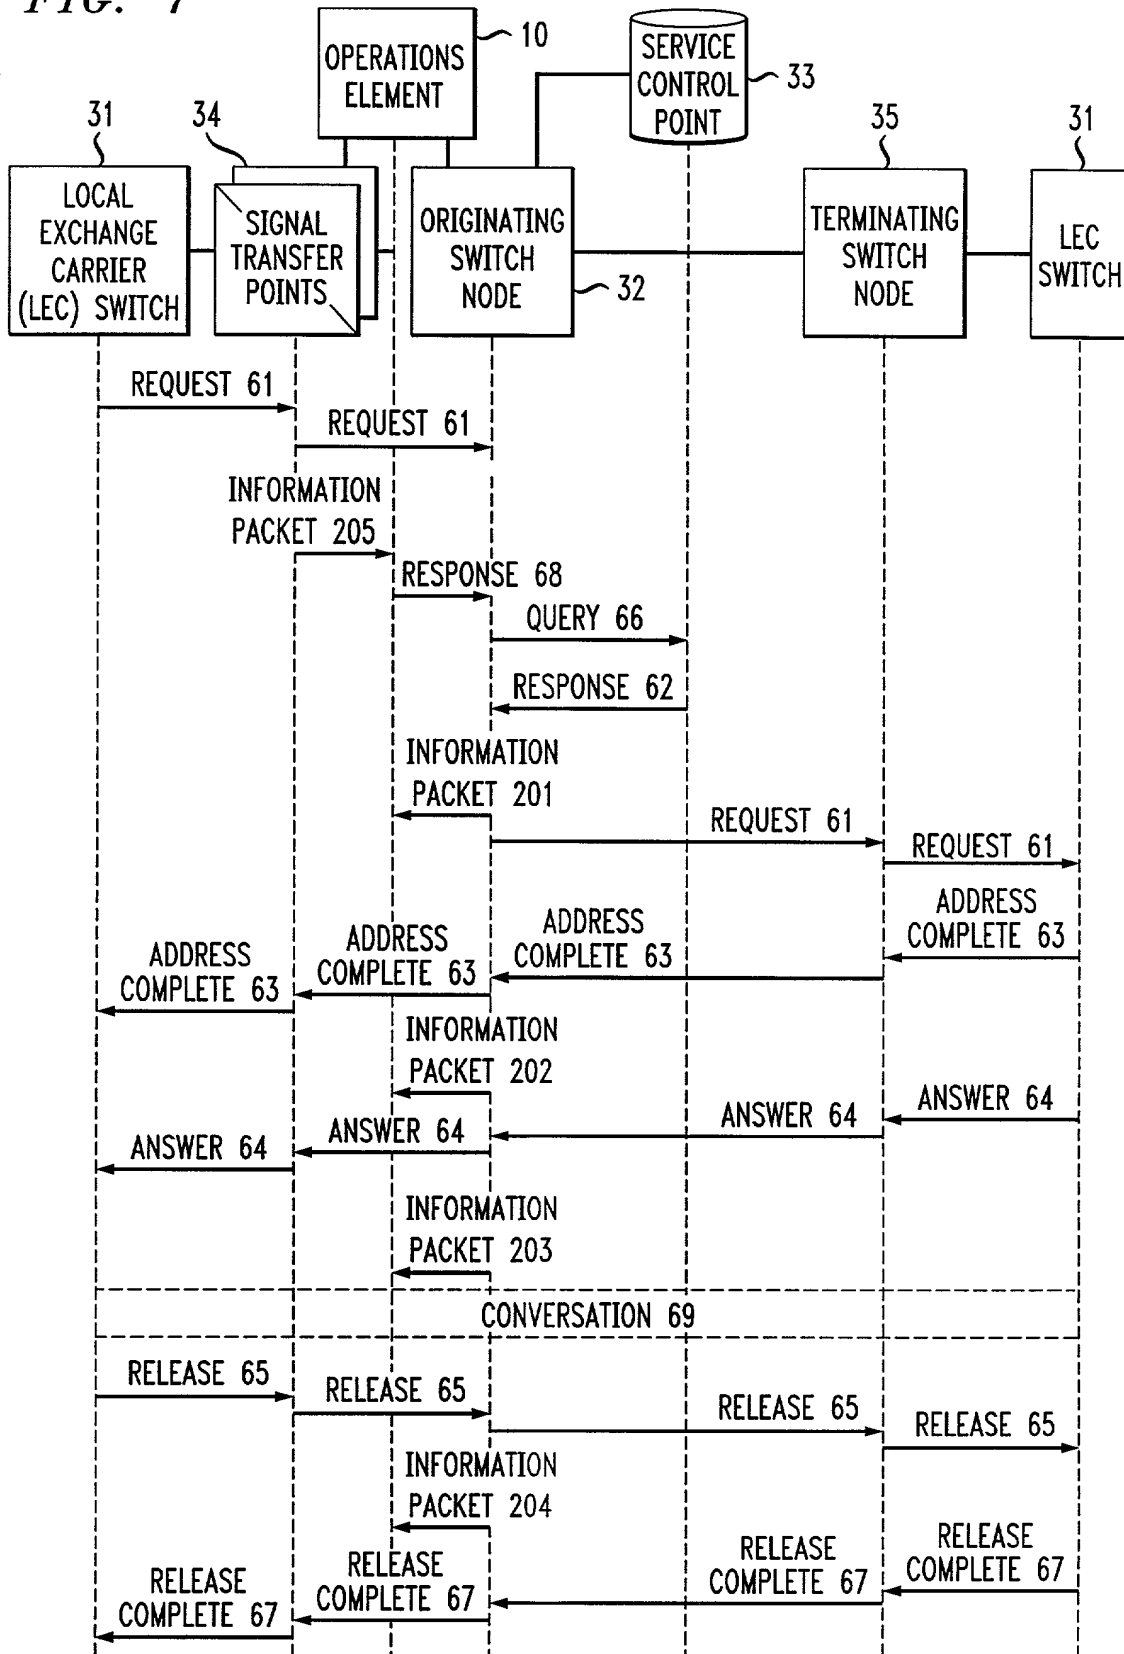 FIG. 7
OPERATIONS
ELEMENT
10
SERVICE
CONTROL
POINT
33
31
34
35
31
LOCAL
EXCHANGE
CARRIER
(LEC) SWITCH
SIGNAL
TRANSFER
POINTS
ORIGINATING
SWITCH
NODE
32
TERMINATING
SWITCH
NODE
LEC
SWITCH
REQUEST 61
REQUEST 61
INFORMATION
PACKET 205
RESPONSE 68
QUERY 66
RESPONSE 62
INFORMATION
PACKET 201
REQUEST 61
REQUEST 61
ADDRESS
COMPLETE 63
ADDRESS
COMPLETE 63
ADDRESS
COMPLETE 63
ADDRESS
COMPLETE 63
INFORMATION
PACKET 202
ANSWER 64
ANSWER 64
ANSWER 64
ANSWER 64
INFORMATION
PACKET 203
CONVERSATION 69
RELEASE 65
RELEASE 65
RELEASE 65
RELEASE 65
INFORMATION
PACKET 204
RELEASE
COMPLETE 67
RELEASE
COMPLETE 67
RELEASE
COMPLETE 67
RELEASE
COMPLETE 67